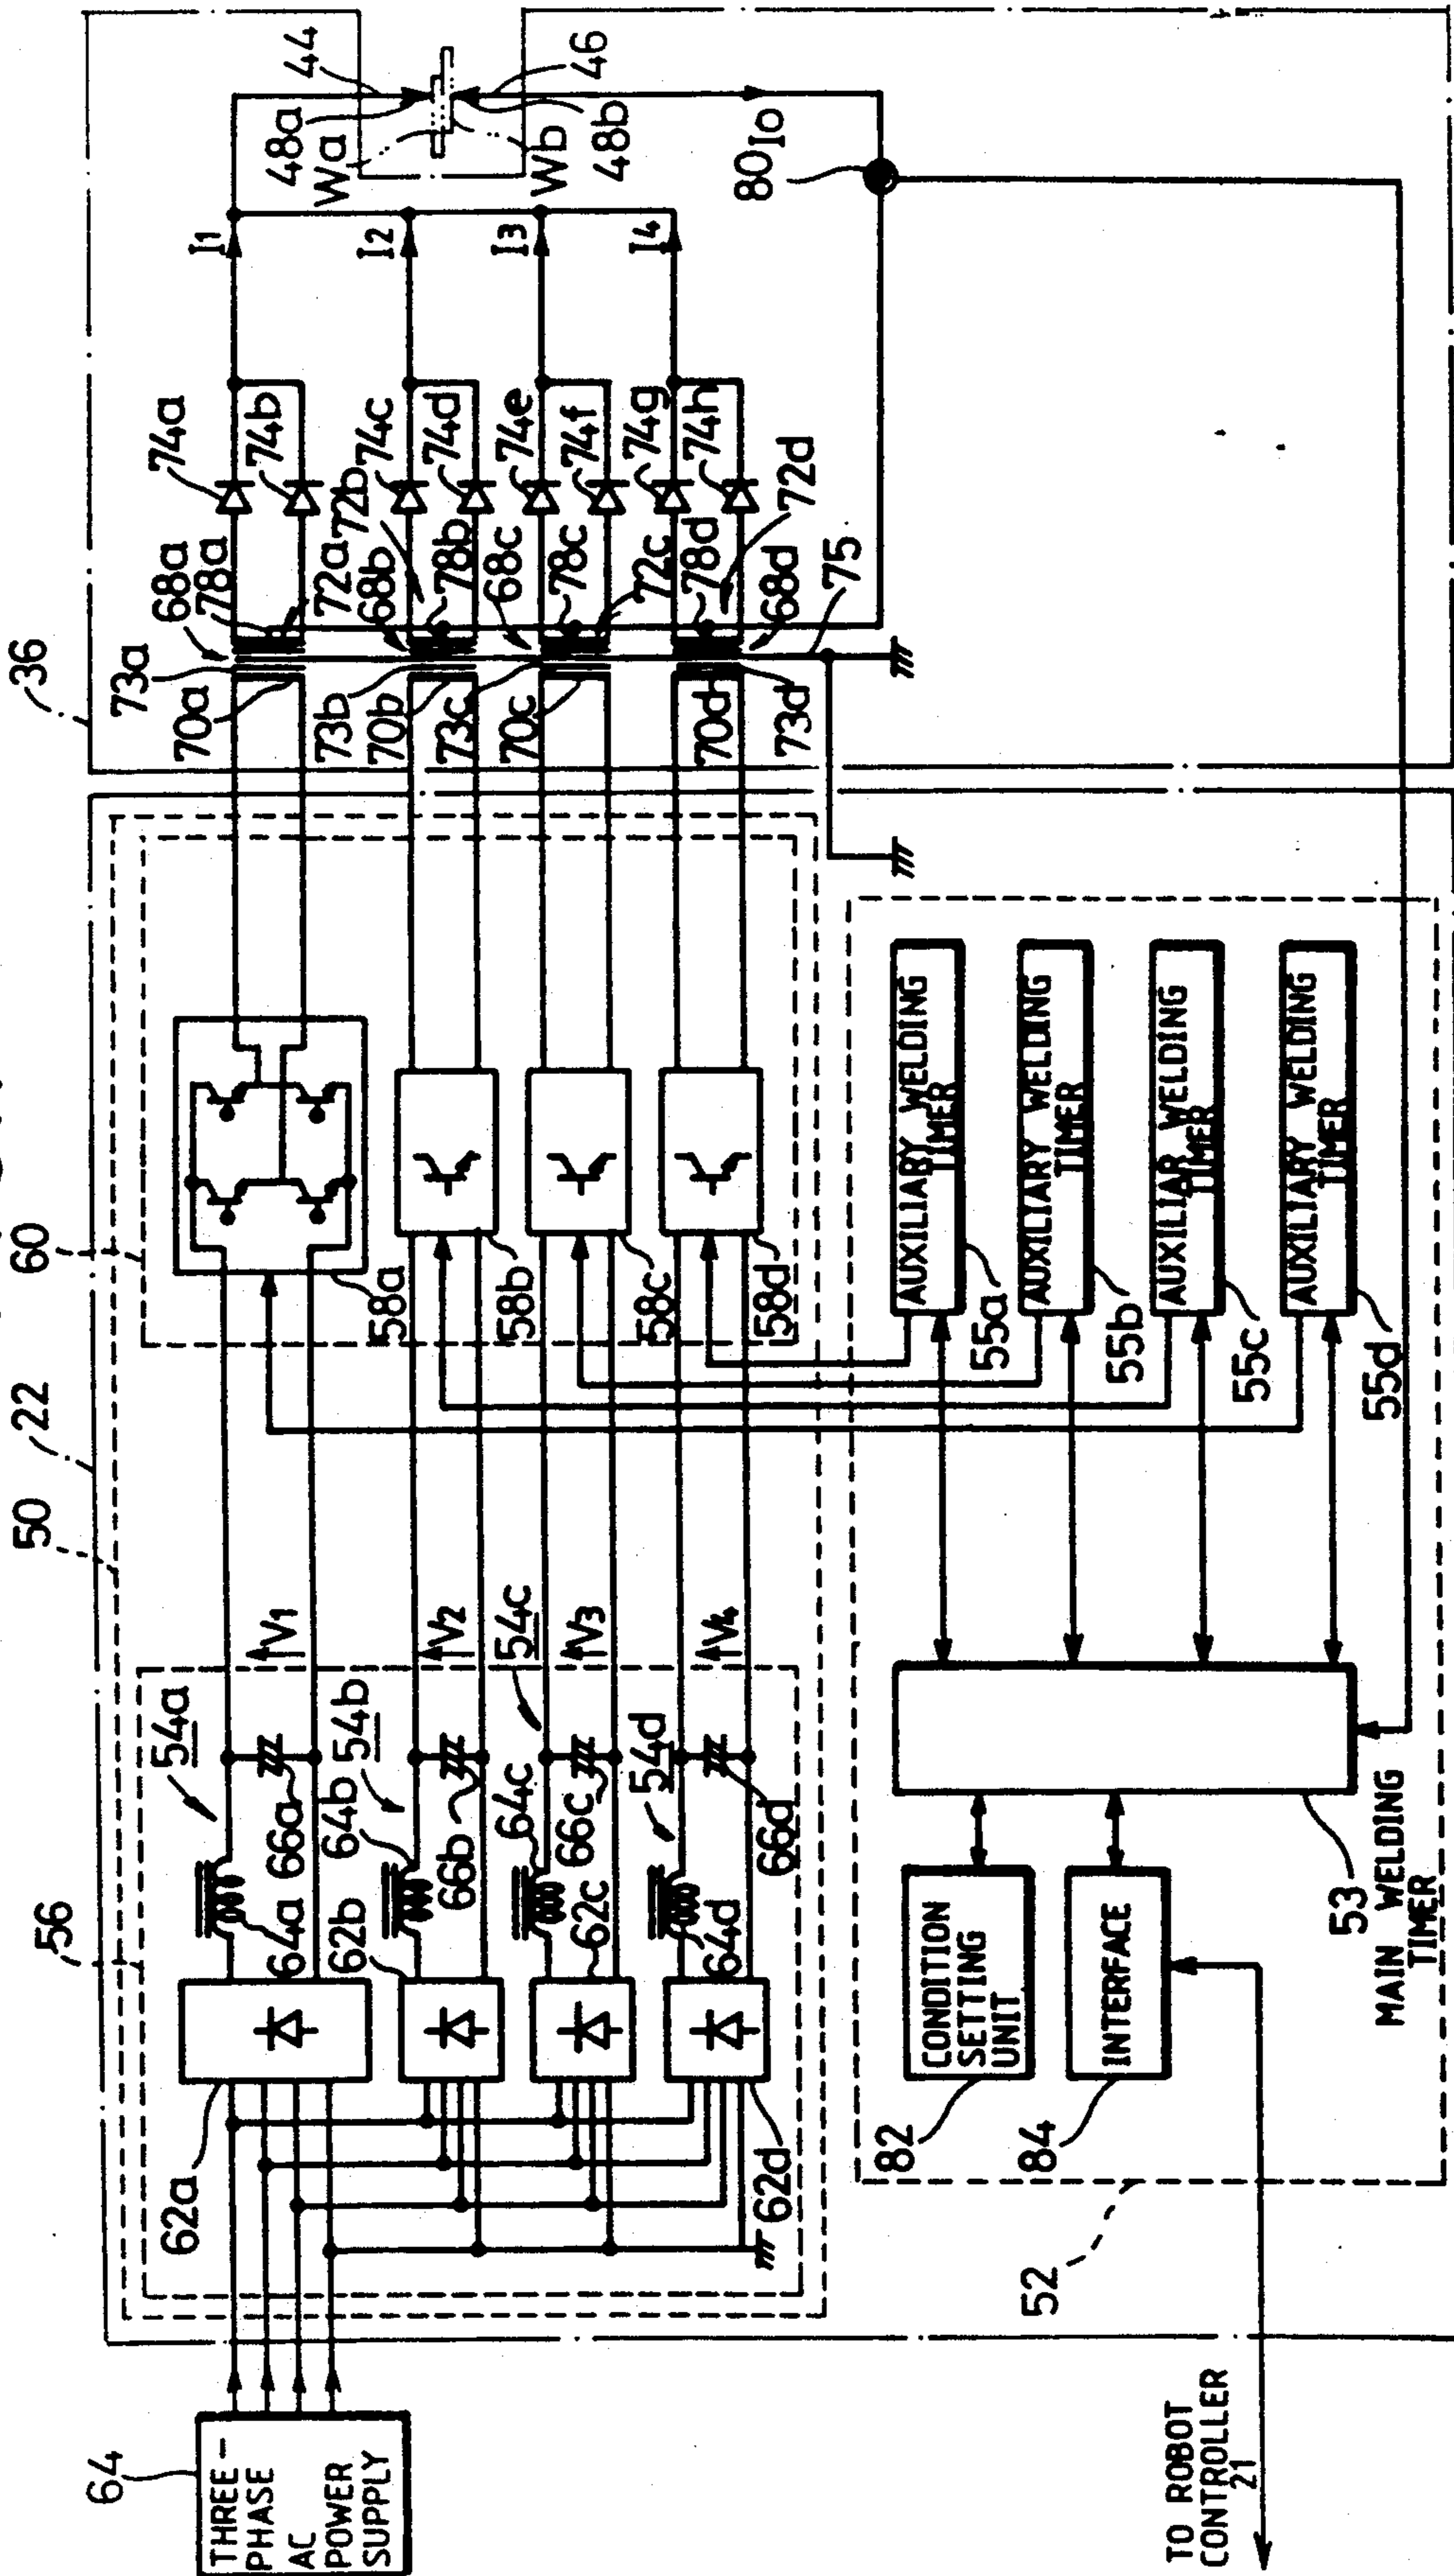 36
44
48a
Wa
Wb
48b
46
80
I0
I1
I2
I3
I4
74a
74b
74c
74d
74e
74f
74g
74h
68a
78a
72a
72b
68b
78b
68c
78c
72c
72d
78d
68d
75
73a
70a
73b
70b
73c
70c
70d
73d
60
22
50
58a
58b
58c
58d
AUXILIARY WELDING
TIMER
55a
AUXILIARY WELDING
TIMER
55b
AUXILIAR WELDING
TIMER
55c
AUXILIARY WELDING
TIMER
55d
V1
V2
V3
V4
54a
54b
54c
54d
56
64a
66a
64b
66b
64c
66c
64d
66d
62a
62b
62c
62d
53
MAIN WELDING
TIMER
CONDITION
SETTING
UNIT
82
INTERFACE
84
52
64
THREE-
PHASE
AC
POWER
SUPPLY
TO ROBOT
CONTROLLER
21